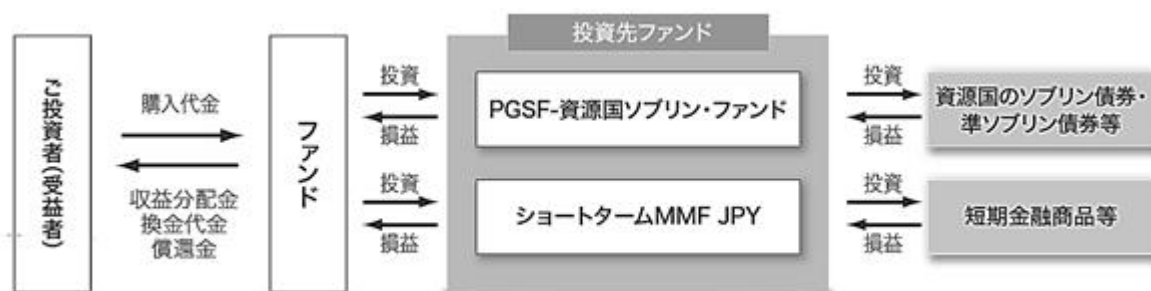 投資先ファンド
ご投資者(受益者)
購入代金
収益分配金
換金代金
償還金
ファンド
投資
損益
PGSF-資源国ソブリン・ファンド
投資
損益
資源国のソブリン債券・
準ソブリン債券等
投資
損益
ショートタームMMF JPY
投資
損益
短期金融商品等